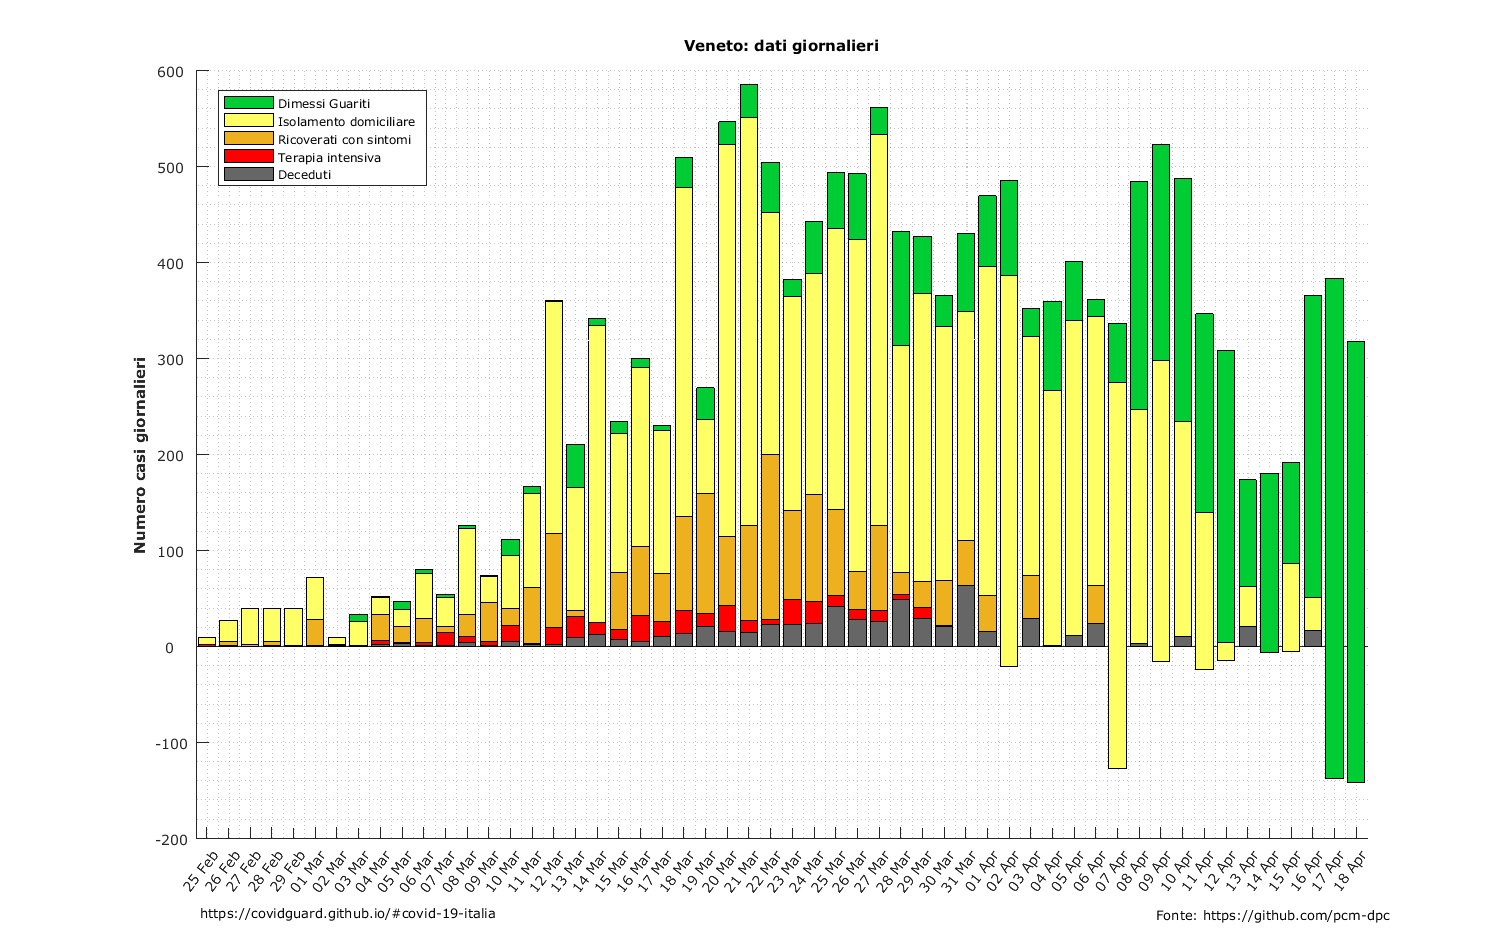 Veneto: dati giornalieri
600
500
400
300
200
100
0
-100
-200
Numero casi giornalieri
Dimessi Guariti
Isolamento domiciliare
Ricoverati con sintomi
Terapia intensiva
Deceduti
25 Feb
26 Feb
27 Feb
28 Feb
29 Feb
01 Mar
02 Mar
03 Mar
04 Mar
05 Mar
06 Mar
07 Mar
08 Mar
09 Mar
10 Mar
11 Mar
12 Mar
13 Mar
14 Mar
15 Mar
16 Mar
17 Mar
18 Mar
19 Mar
20 Mar
21 Mar
22 Mar
23 Mar
24 Mar
25 Mar
26 Mar
27 Mar
28 Mar
29 Mar
30 Mar
31 Mar
01 Apr
02 Apr
03 Apr
04 Apr
05 Apr
06 Apr
07 Apr
08 Apr
09 Apr
10 Apr
11 Apr
12 Apr
13 Apr
14 Apr
15 Apr
16 Apr
17 Apr
18 Apr
https://covidguard.github.io/#covid-19-italia
Fonte: https://github.com/pcm-dpc